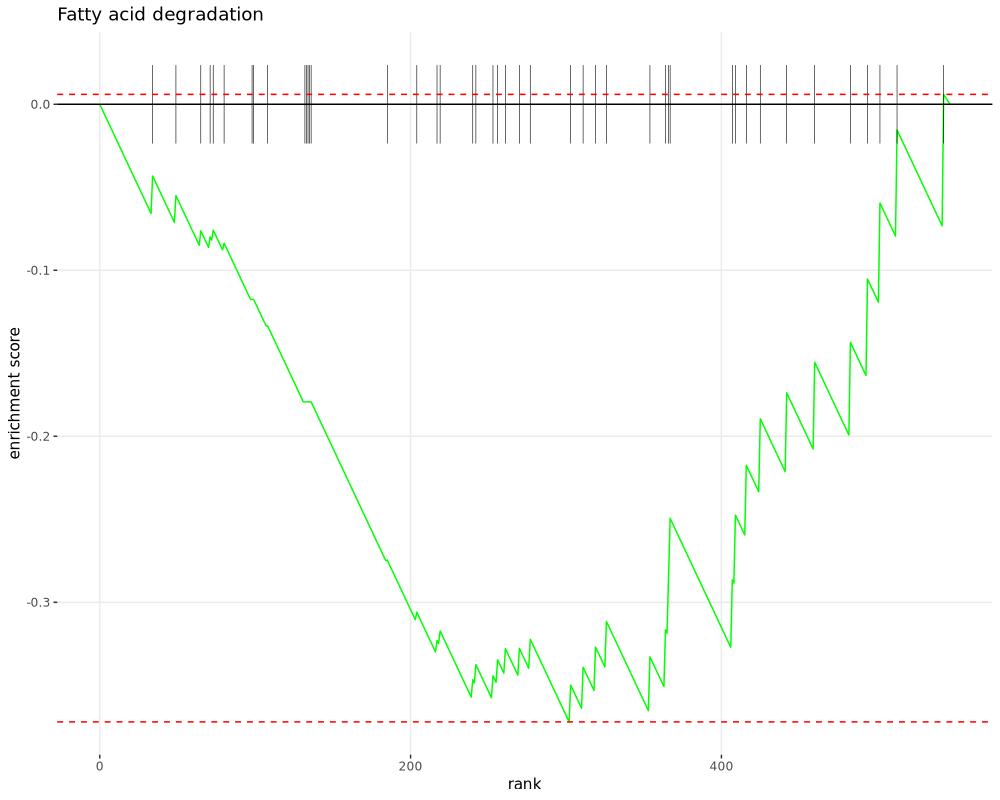 Fatty acid degradation
0.0
-0.1
-0.2
-0.3
enrichment score
0
200
400
rank